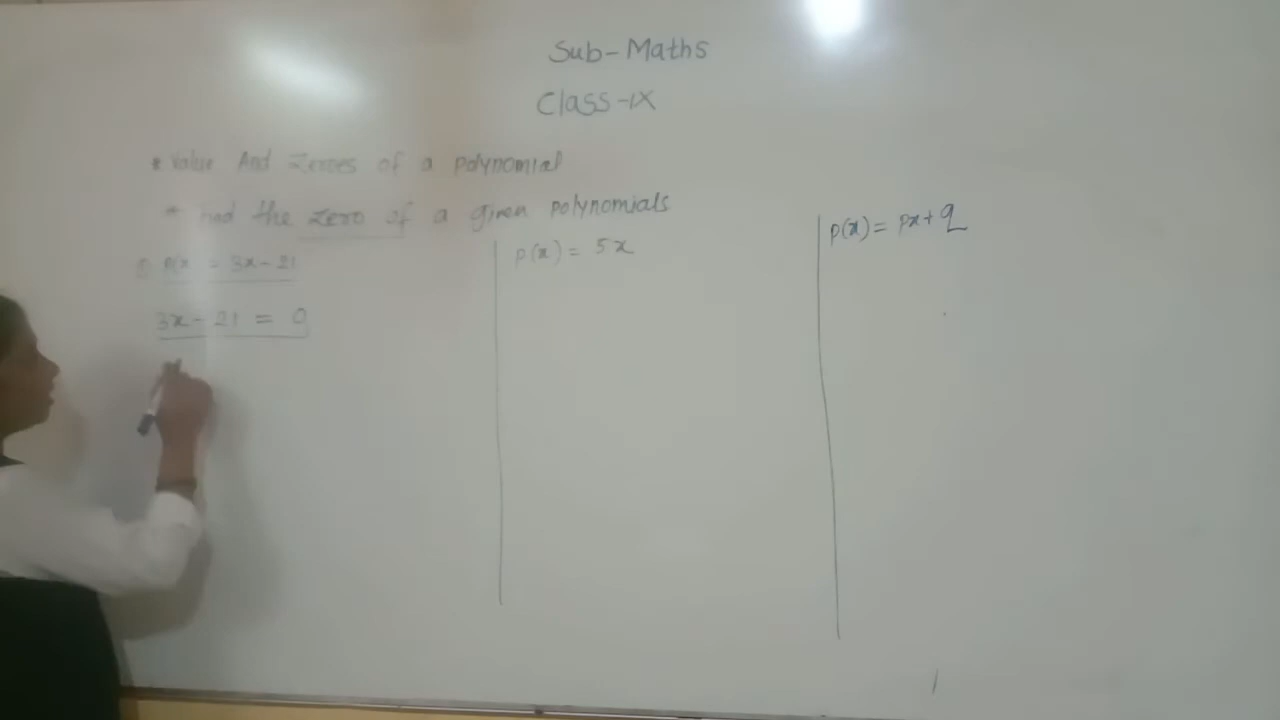 Sub-Maths
Class-IX
* Value And Zeroes of a polynomial
* Find the zero of a given polynomials
① p(x) = 3x-21
3x-21 = 0
p(x) = 5x
p(x) = px+q